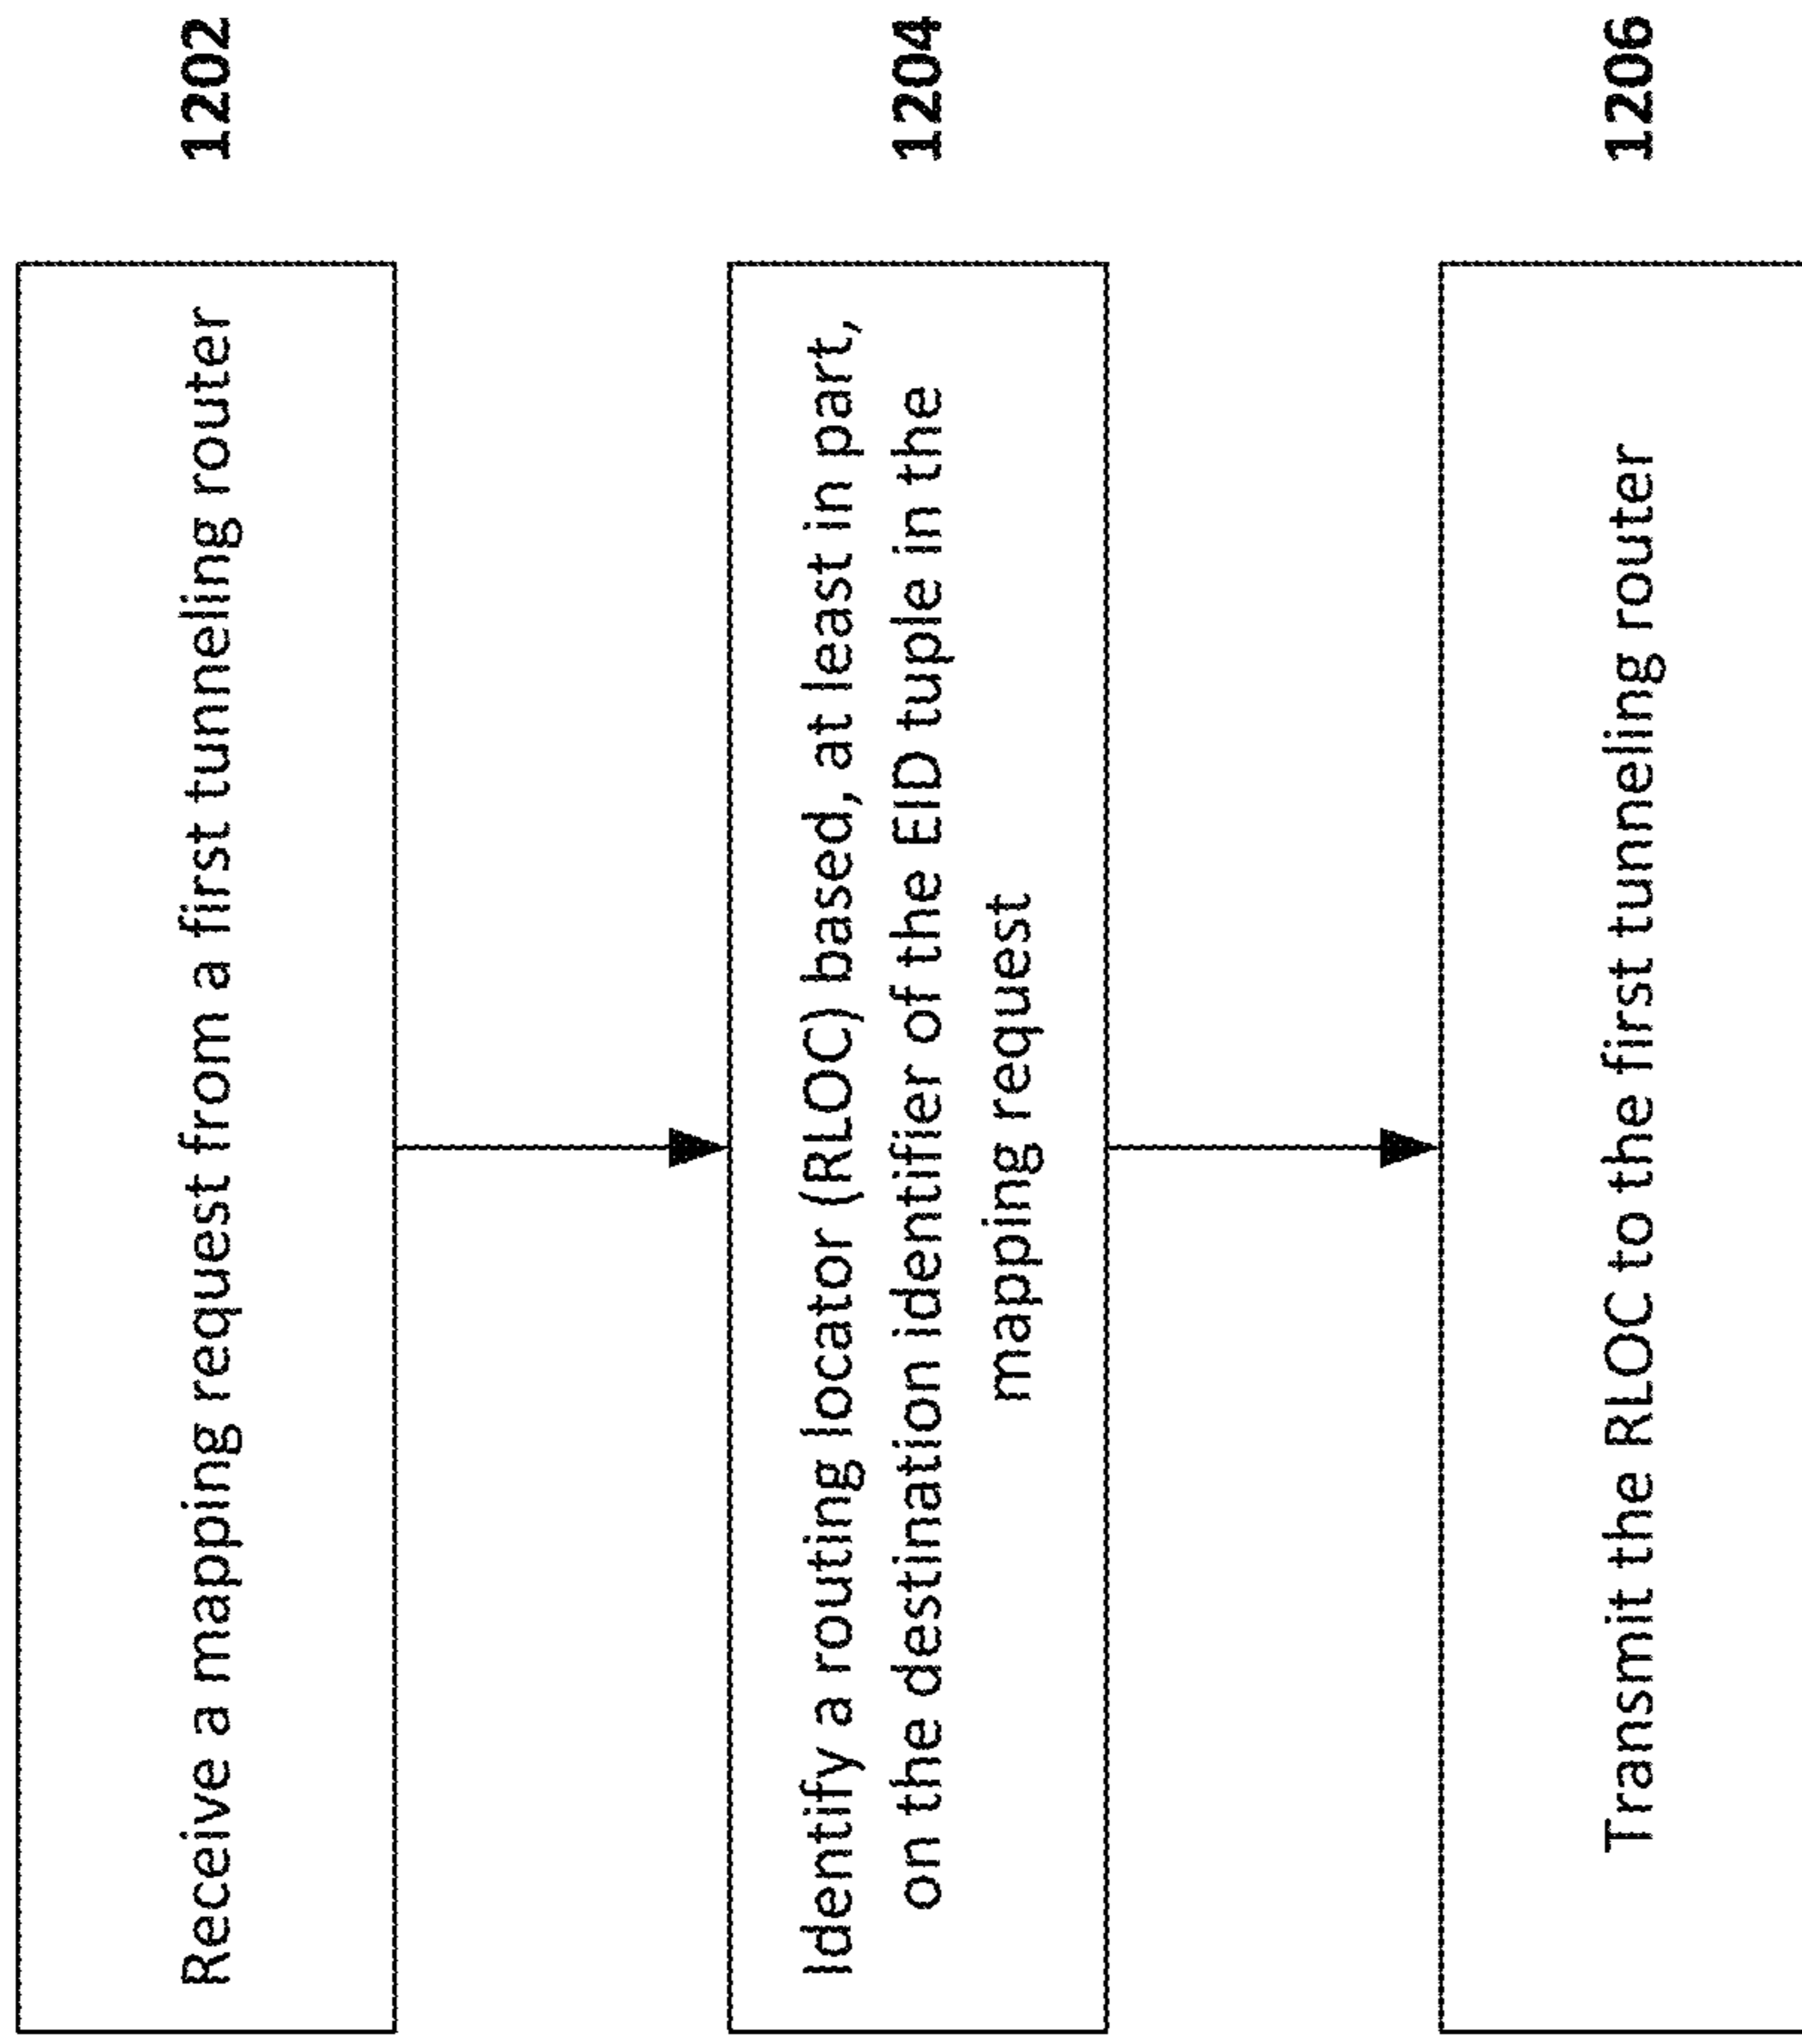 Receive a mapping request from a first tunneling router
1202
Identify a routing locator (RLOC) based, at least in part,
on the destination identifier of the EID tuple in the
mapping request
1204
Transmit the RLOC to the first tunneling router
1206